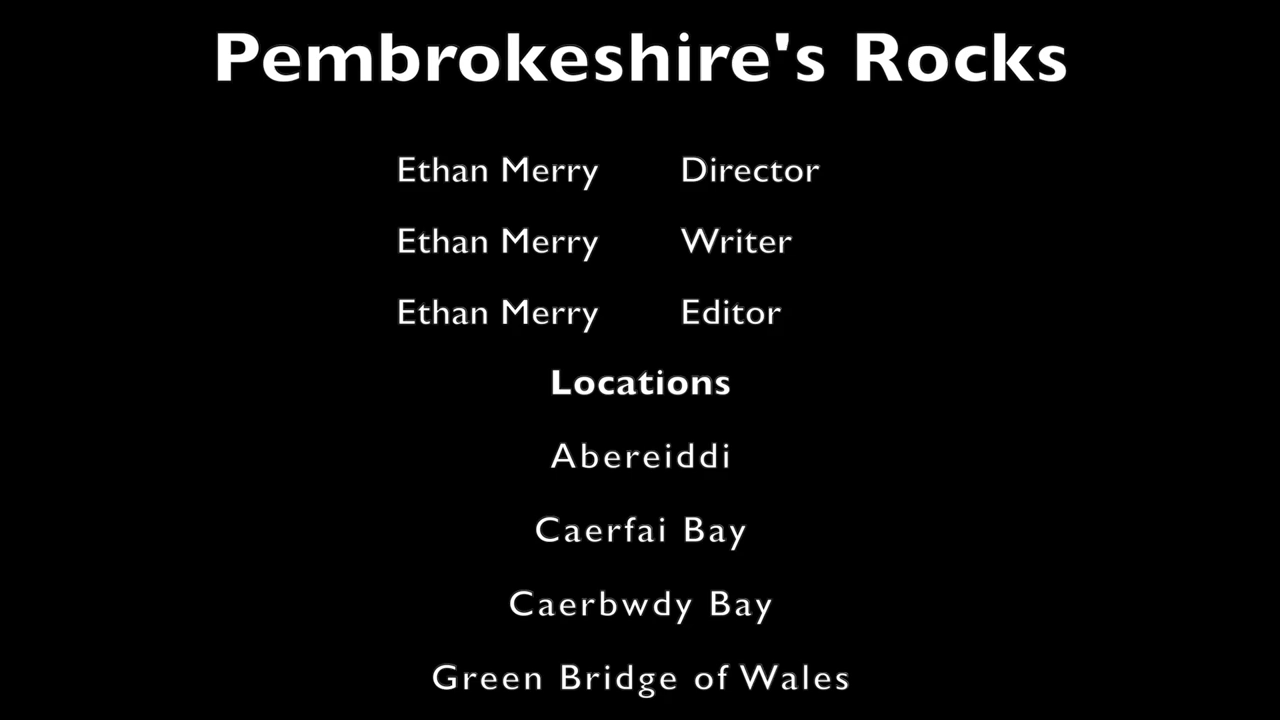 Pembrokeshire's Rocks
Ethan Merry Director
Ethan Merry Writer
Ethan Merry Editor
Locations
Abereiddi
Caerfai Bay
Caerbwdy Bay
Green Bridge of Wales